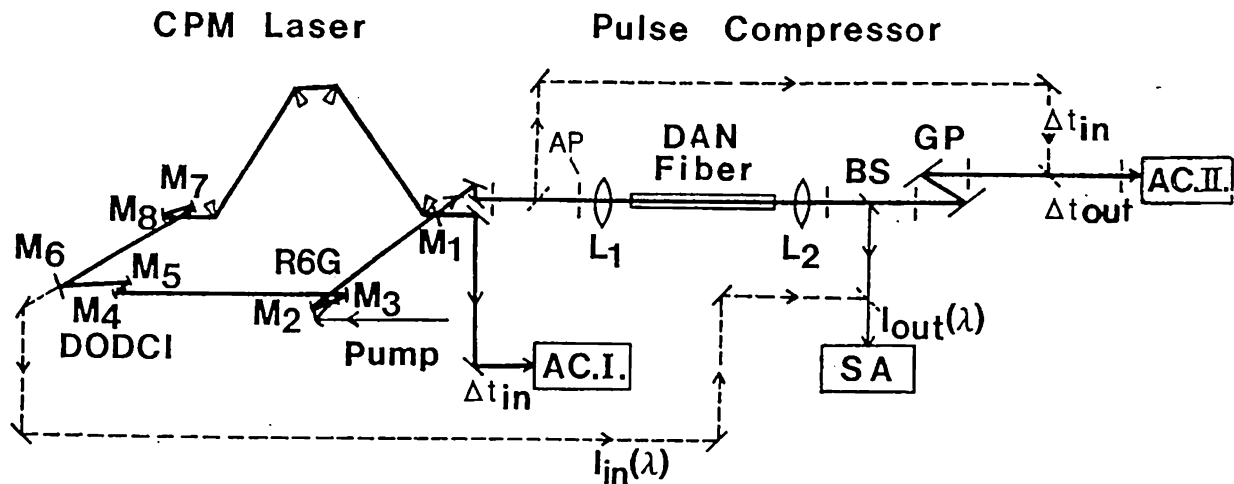 CPM Laser
Pulse Compressor
Δtin
AP
DAN
Fiber
GP
BS
AC.II.
Δtout
M7
M8
M1
L1
L2
M6
M5
R6G
M4
M3
M2
DODCI
Pump
Iout(λ)
AC.I.
SA
Δtin
Iin(λ)